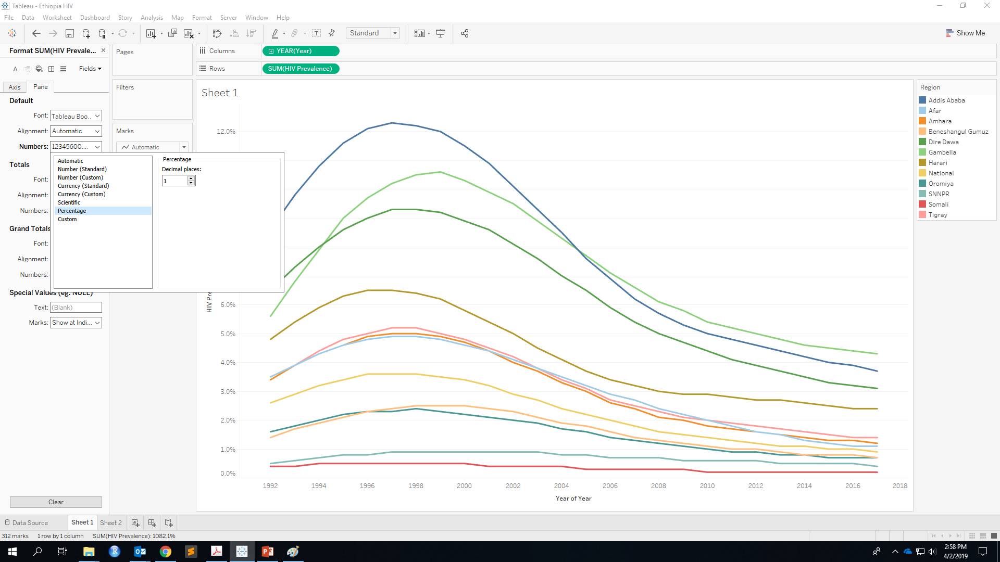 Tableau - Ethiopia HIV
File Data Worksheet Dashboard Story Analysis Map Format Server Window Help
Standard
Show Me
Format SUM(HIV Prevale...
Fields
Axis Pane
Default
Font: Tableau Boo..
Alignment: Automatic
Numbers: 12345600....
Automatic
Number (Standard)
Number (Custom)
Currency (Standard)
Currency (Custom)
Scientific
Percentage
Custom
Percentage
Decimal places:
1
Totals
Font:
Alignment:
Numbers:
Grand Totals
Font:
Alignment:
Numbers:
Special Values (eg. NULL)
Text: (Blank)
Marks: Show at Indi...
Clear
Pages
Filters
Marks
Automatic
Columns YEAR(Year)
Rows SUM(HIV Prevalence)
Sheet 1
12.0%
6.0%
5.0%
4.0%
3.0%
2.0%
1.0%
0.0%
HIV Pre
1992 1994 1996 1998 2000 2002 2004 2006 2008 2010 2012 2014 2016 2018
Year of Year
Region
Addis Ababa
Afar
Amhara
Beneshangul Gumuz
Dire Dawa
Gambella
Harari
National
Oromiya
SNNPR
Somali
Tigray
Data Source Sheet 1 Sheet 2
312 marks 1 row by 1 column SUM(HIV Prevalence): 1082.1%
2:58 PM
4/2/2019